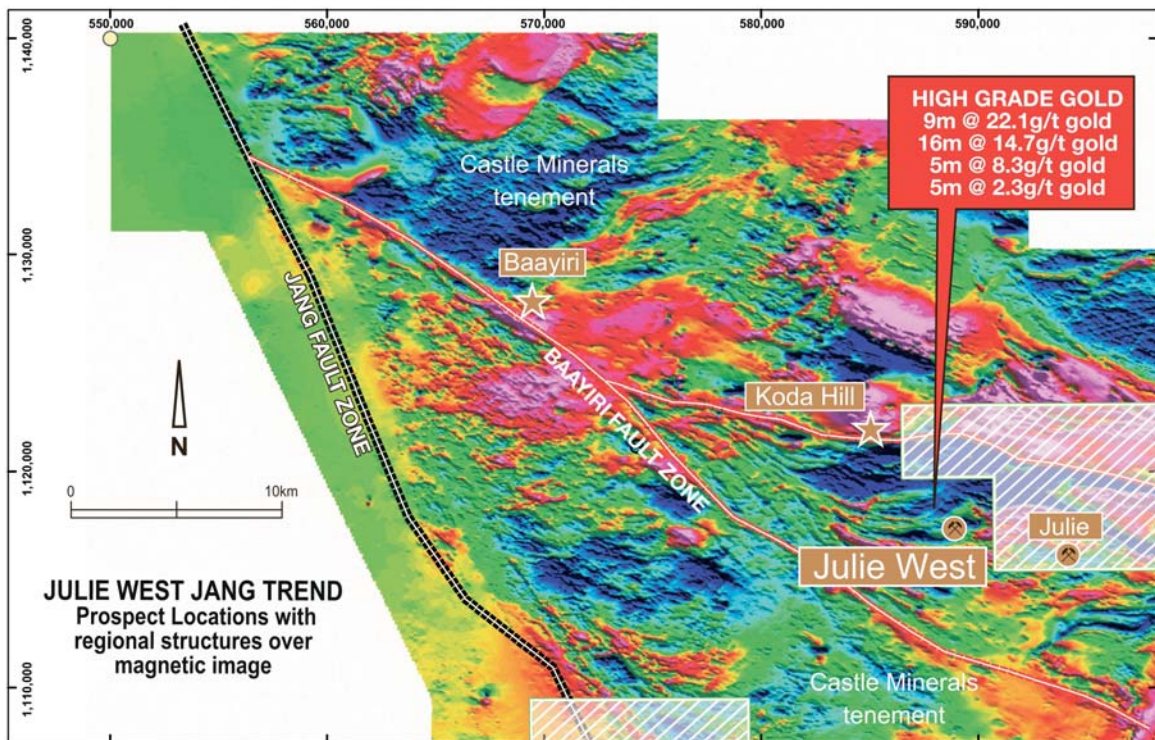 550,000
560,000
570,000
580,000
590,000
1,140,000
1,130,000
1,120,000
1,110,000
HIGH GRADE GOLD
9m @ 22.1g/t gold
16m @ 14.7g/t gold
5m @ 8.3g/t gold
5m @ 2.3g/t gold
Castle Minerals
tenement
Baayiri
JANG FAULT ZONE
BAAYIRI FAULT ZONE
Koda Hill
N
0
10km
Julie
Julie West
JULIE WEST JANG TREND
Prospect Locations with
regional structures over
magnetic image
Castle Minerals
tenement